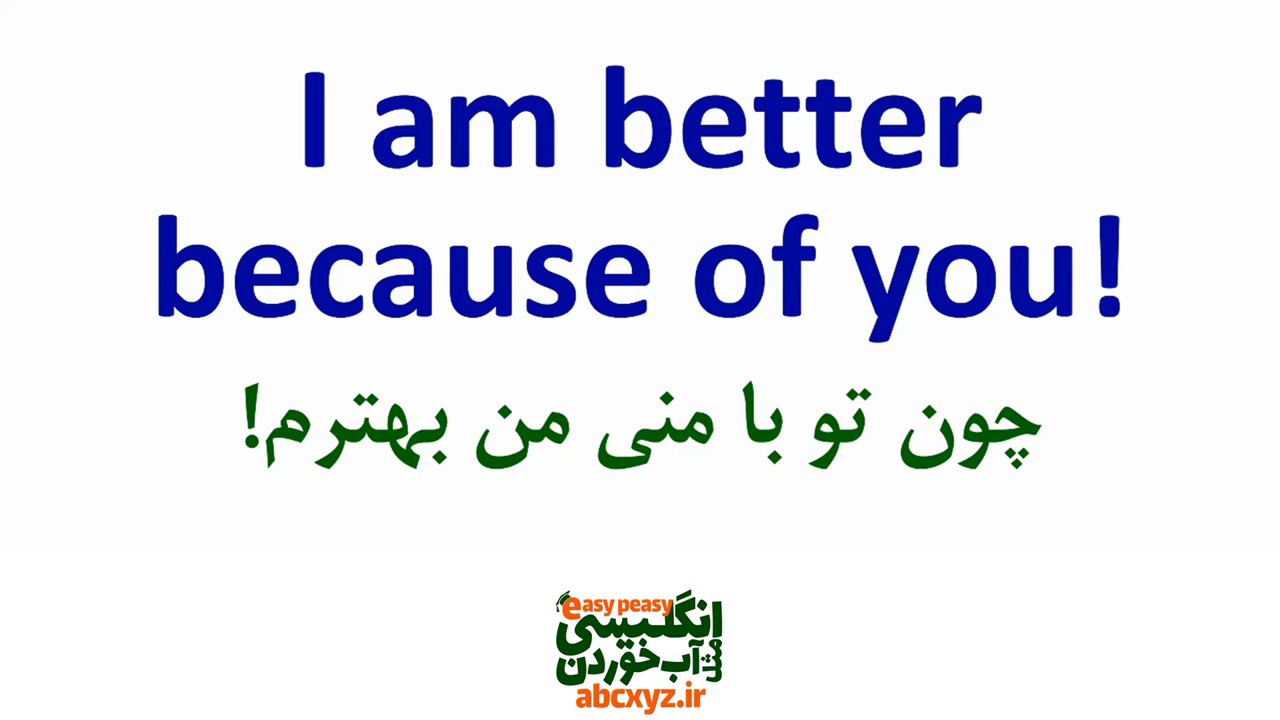 I am better
because of you!
چون تو با منی من بهترم!
easy peasy
انگلیسی
مثل آب خوردن
abcxyz.ir